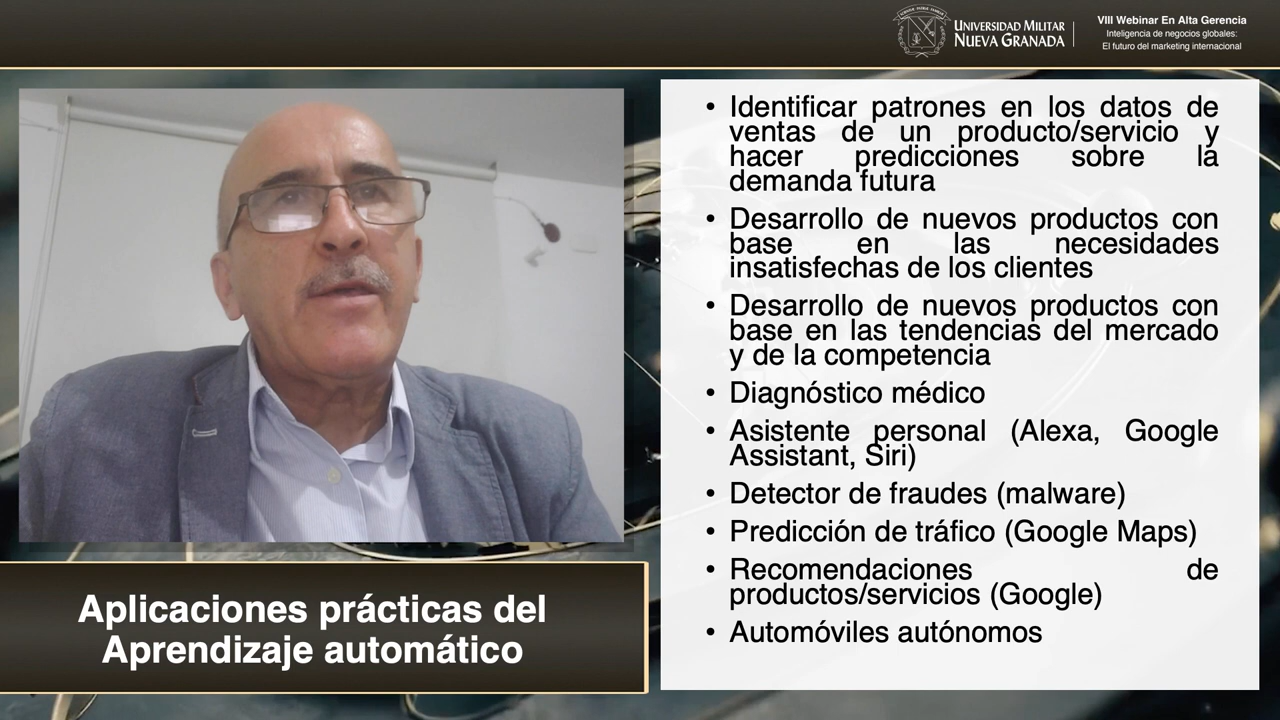 UNIVERSIDAD MILITAR
NUEVA GRANADA
VIII Webinar En Alta Gerencia
Inteligencia de negocios globales:
El futuro del marketing internacional
• Identificar patrones en los datos de
ventas de un producto/servicio y
hacer predicciones sobre la
demanda futura
• Desarrollo de nuevos productos con
base en las necesidades
insatisfechas de los clientes
• Desarrollo de nuevos productos con
base en las tendencias del mercado
y de la competencia
• Diagnóstico médico
• Asistente personal (Alexa, Google
Assistant, Siri)
• Detector de fraudes (malware)
• Predicción de tráfico (Google Maps)
• Recomendaciones de
productos/servicios (Google)
• Automóviles autónomos
Aplicaciones prácticas del
Aprendizaje automático